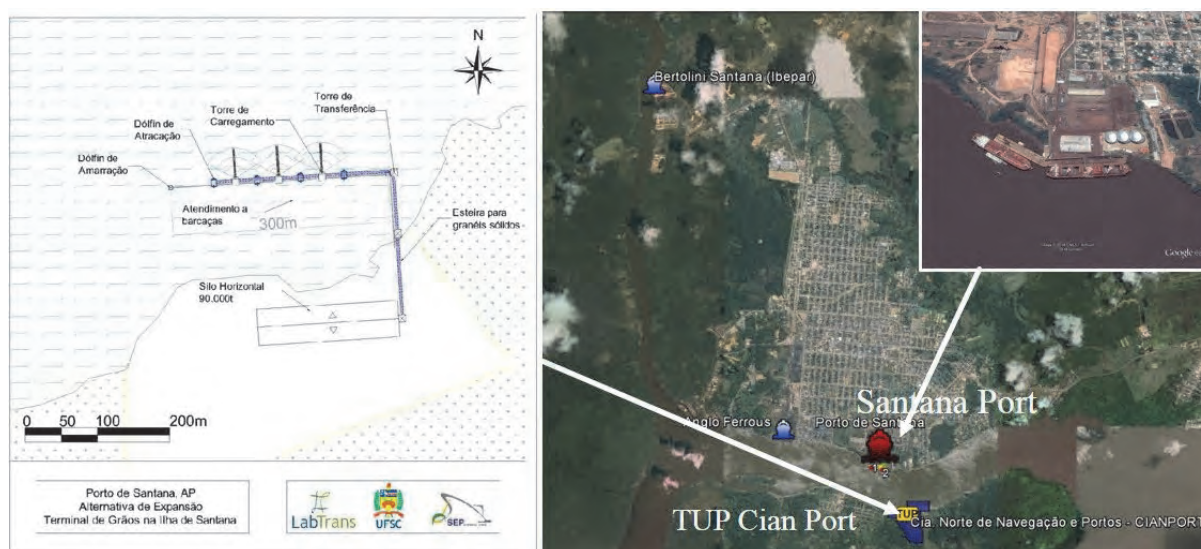 N
Torre de
Transferência
Torre de
Carregamento
Dólfin de
Atracação
Dólfin de
Amarração
Atendimento a
barcaças
300m
Esteira para
granéis sólidos
Silo Horizontal
90.000t
0 50 100 200m
Porto de Santana, AP
Alternativa de Expansão
Terminal de Grãos na Ilha de Santana
LabTrans
UFSC
SEP
Bertolini Santana (Ibepar)
Google
Santana Port
Anglo Ferrous
Porto de Santana
1 2
TUP Cian Port
TUP
Cia. Norte de Navegação e Portos - CIANPORT